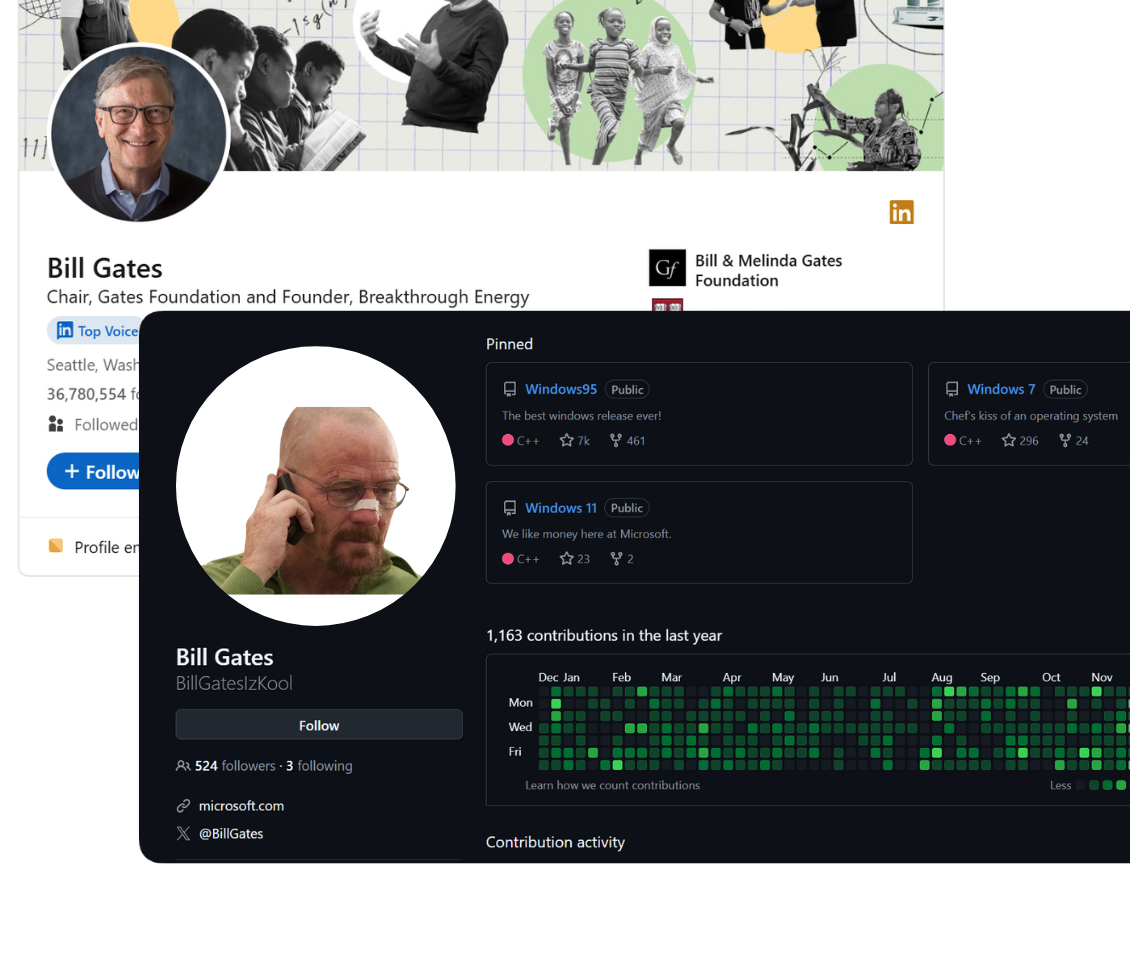 in
Bill Gates
Chair, Gates Foundation and Founder, Breakthrough Energy
Gf
Bill & Melinda Gates
Foundation
in Top Voice
Seattle,
36,780,554
Followed
+ Follow
Profile
Pinned
Windows95 Public
The best windows release ever!
C++ 7k 461
Windows 7 Public
Chef's kiss of an operating system
C++ 296 24
Windows 11 Public
We like money here at Microsoft.
C++ 23 2
Bill Gates
BillGatesIzKool
Follow
524 followers · 3 following
microsoft.com
@BillGates
1,163 contributions in the last year
Dec Jan Feb Mar Apr May Jun Jul Aug Sep Oct Nov
Mon
Wed
Fri
Learn how we count contributions
Less
Contribution activity